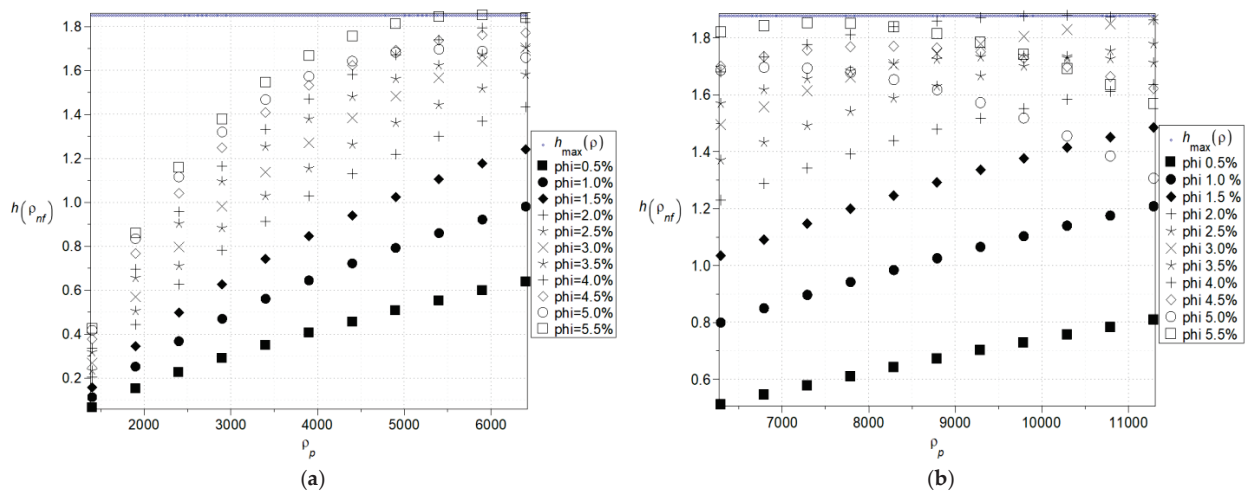 1.8
1.6
1.4
1.2
h(ρnf)
1.0
0.8
0.6
0.4
0.2
2000 3000 4000 5000 6000
ρp
(a)
hmax(ρ)
phi=0.5%
phi=1.0%
phi=1.5%
phi=2.0%
phi=2.5%
phi=3.0%
phi=3.5%
phi=4.0%
phi=4.5%
phi=5.0%
phi=5.5%
1.8
1.6
1.4
h(ρnf)
1.2
1.0
0.8
0.6
7000 8000 9000 10000 11000
ρp
(b)
hmax(ρ)
phi 0.5%
phi 1.0 %
phi 1.5 %
phi 2.0%
phi 2.5%
phi 3.0%
phi 3.5%
phi 4.0%
phi 4.5%
phi 5.0%
phi 5.5%